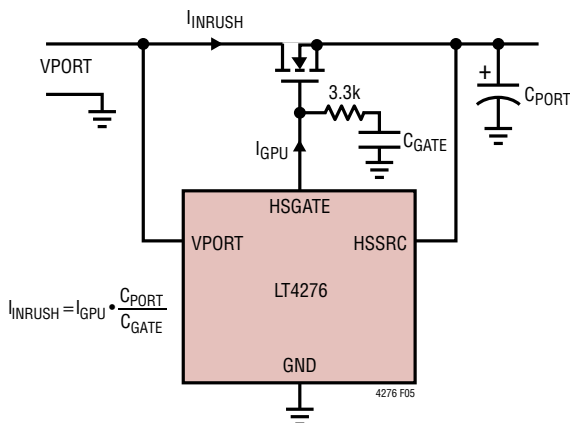 IINRUSH
VPORT
3.3k
+
CPORT
CGATE
IGPU
HSGATE
VPORT
HSSRC
LT4276
IINRUSH = IGPU • CPORT/CGATE
GND
4276 F05